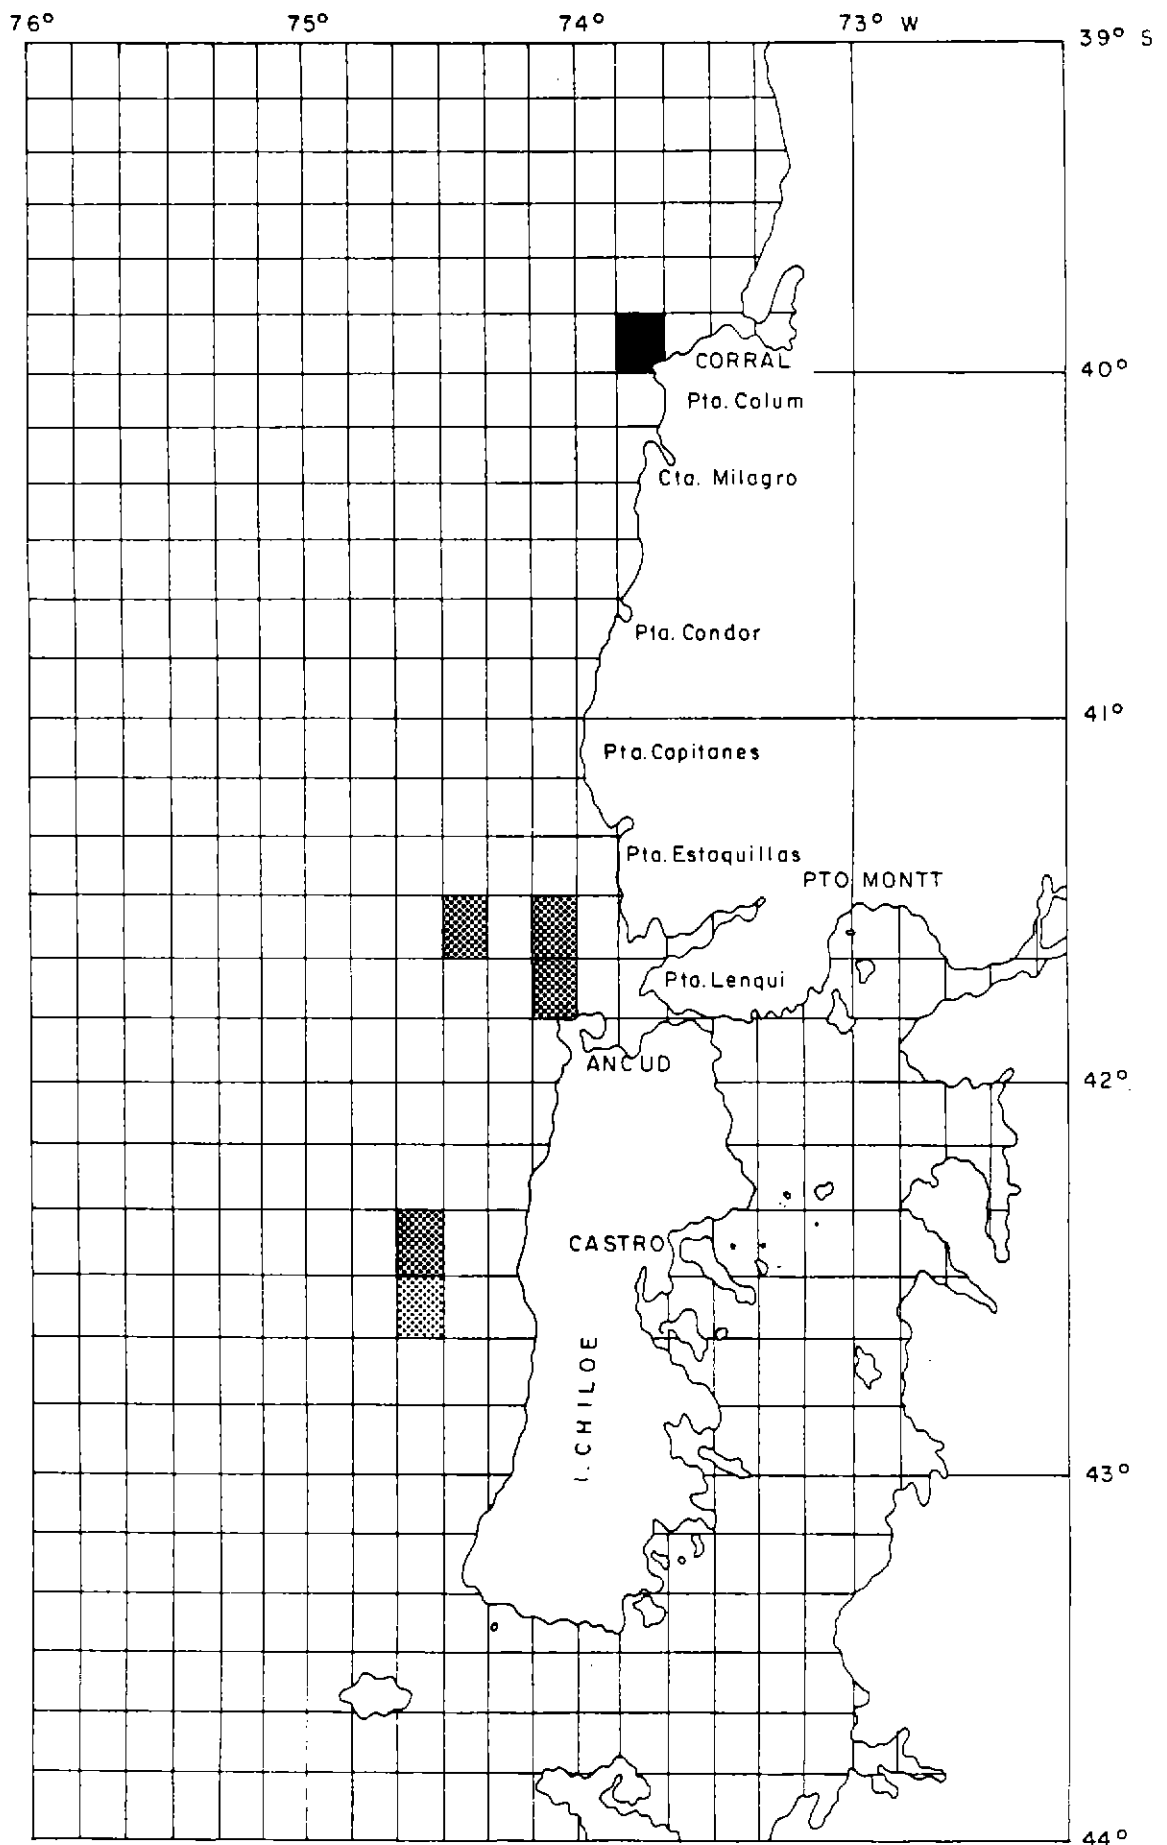 76° 75° 74° 73° W
39° S
CORRAL
40°
Pta. Colum
Cta. Milagro
Pta. Condor
41°
Pta. Capitanes
Pta. Estaquillas
PTO MONTT
Pta. Lenqui
ANCUD
42°
CASTRO
I. CHILOE
43°
44°